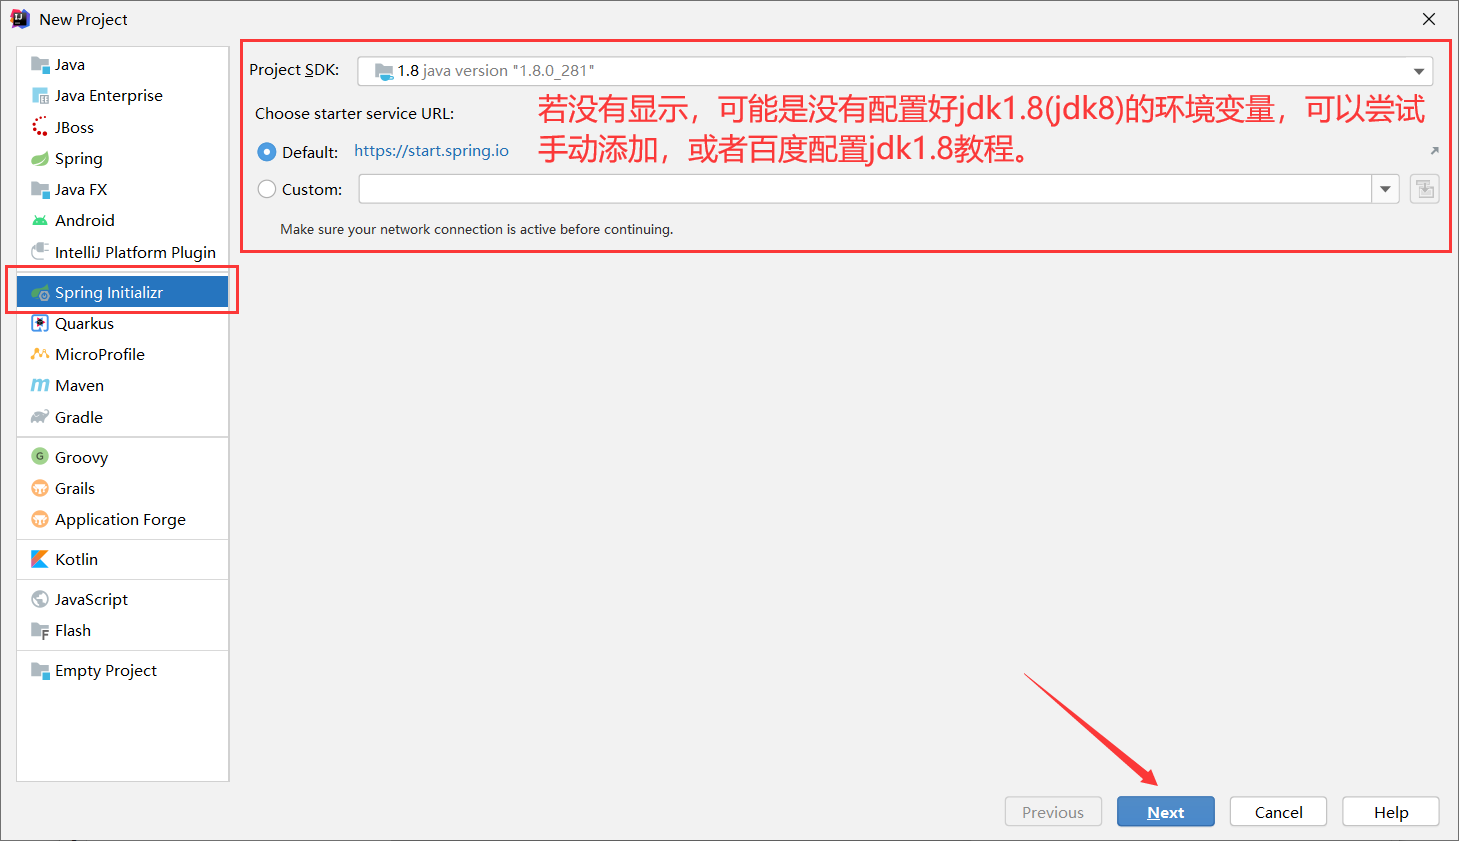 New Project
Java
Java Enterprise
JBoss
Spring
Java FX
Android
IntelliJ Platform Plugin
Spring Initializr
Quarkus
MicroProfile
Maven
Gradle
Groovy
Grails
Application Forge
Kotlin
JavaScript
Flash
Empty Project
Project SDK: 1.8 java version "1.8.0_281"
Choose starter service URL:
若没有显示，可能是没有配置好jdk1.8(jdk8)的环境变量，可以尝试
手动添加，或者百度配置jdk1.8教程。
Default: https://start.spring.io
Custom:
Make sure your network connection is active before continuing.
Previous Next Cancel Help